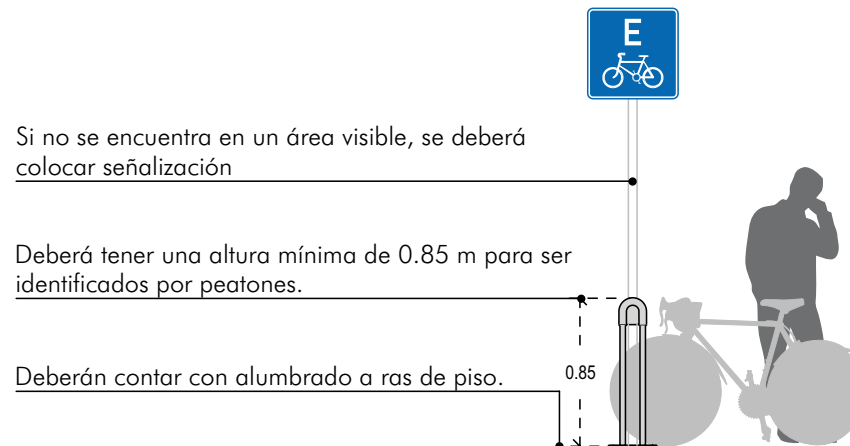 E
Si no se encuentra en un área visible, se deberá
colocar señalización
Deberá tener una altura mínima de 0.85 m para ser
identificados por peatones.
0.85
Deberán contar con alumbrado a ras de piso.